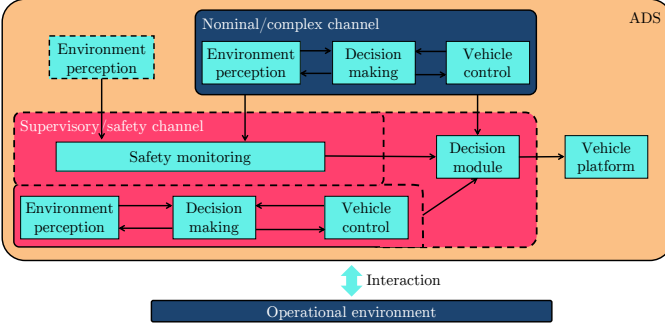 ADS
Nominal/complex channel
Environment
perception
Environment
perception
Decision
making
Vehicle
control
Supervisory/safety channel
Safety monitoring
Decision
module
Vehicle
platform
Environment
perception
Decision
making
Vehicle
control
Interaction
Operational environment